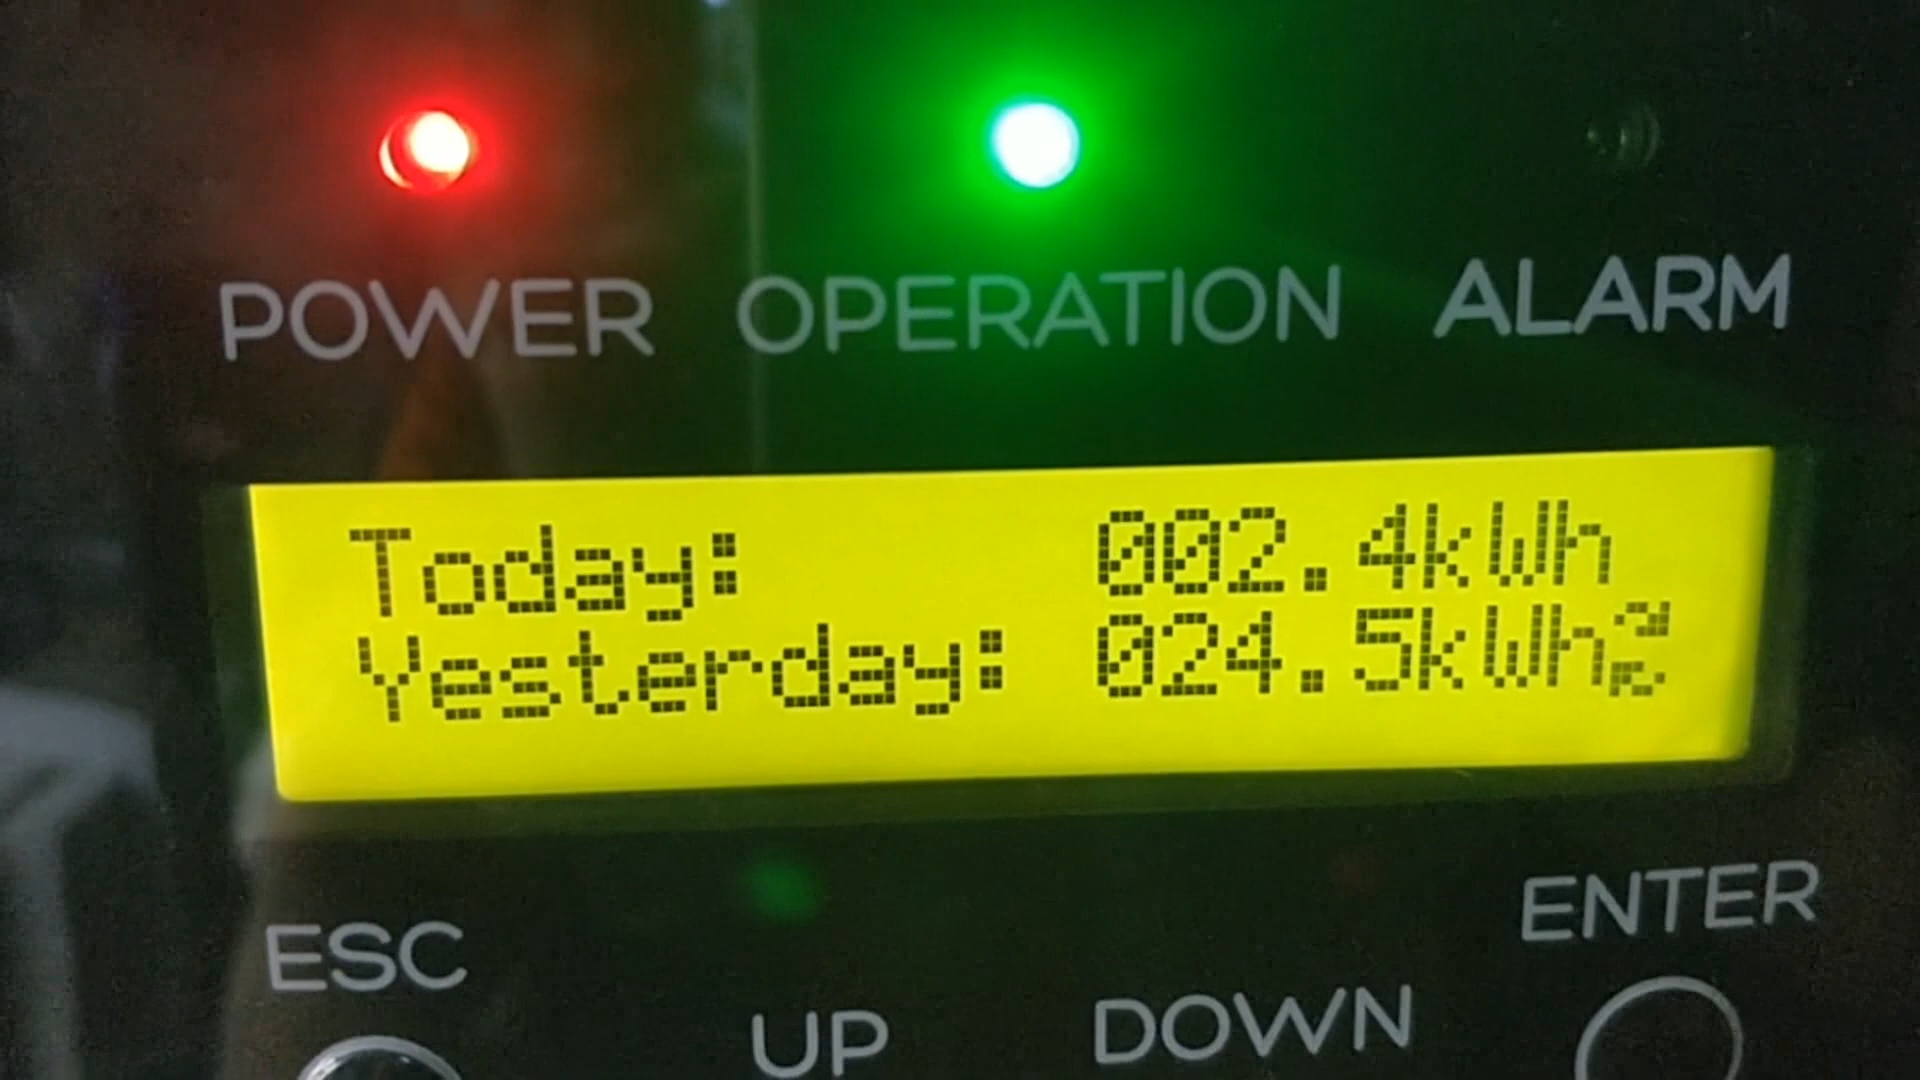 POWER OPERATION ALARM
Today: 002.4kWh
Yesterday: 024.5kWh
ESC UP DOWN ENTER